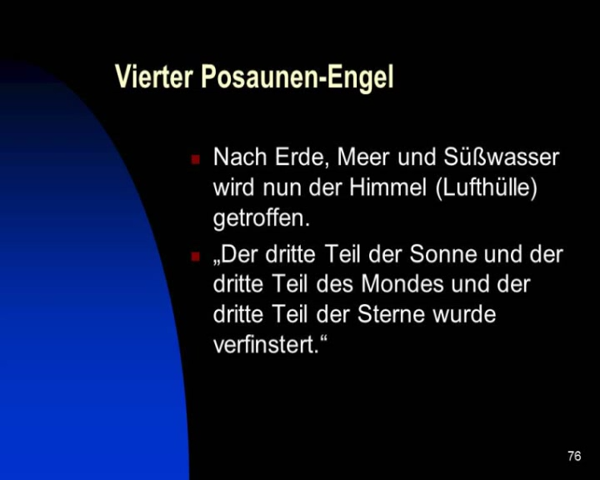 Vierter Posaunen-Engel
Nach Erde, Meer und Süßwasser
wird nun der Himmel (Lufthülle)
getroffen.
„Der dritte Teil der Sonne und der
dritte Teil des Mondes und der
dritte Teil der Sterne wurde
verfinstert.“
76